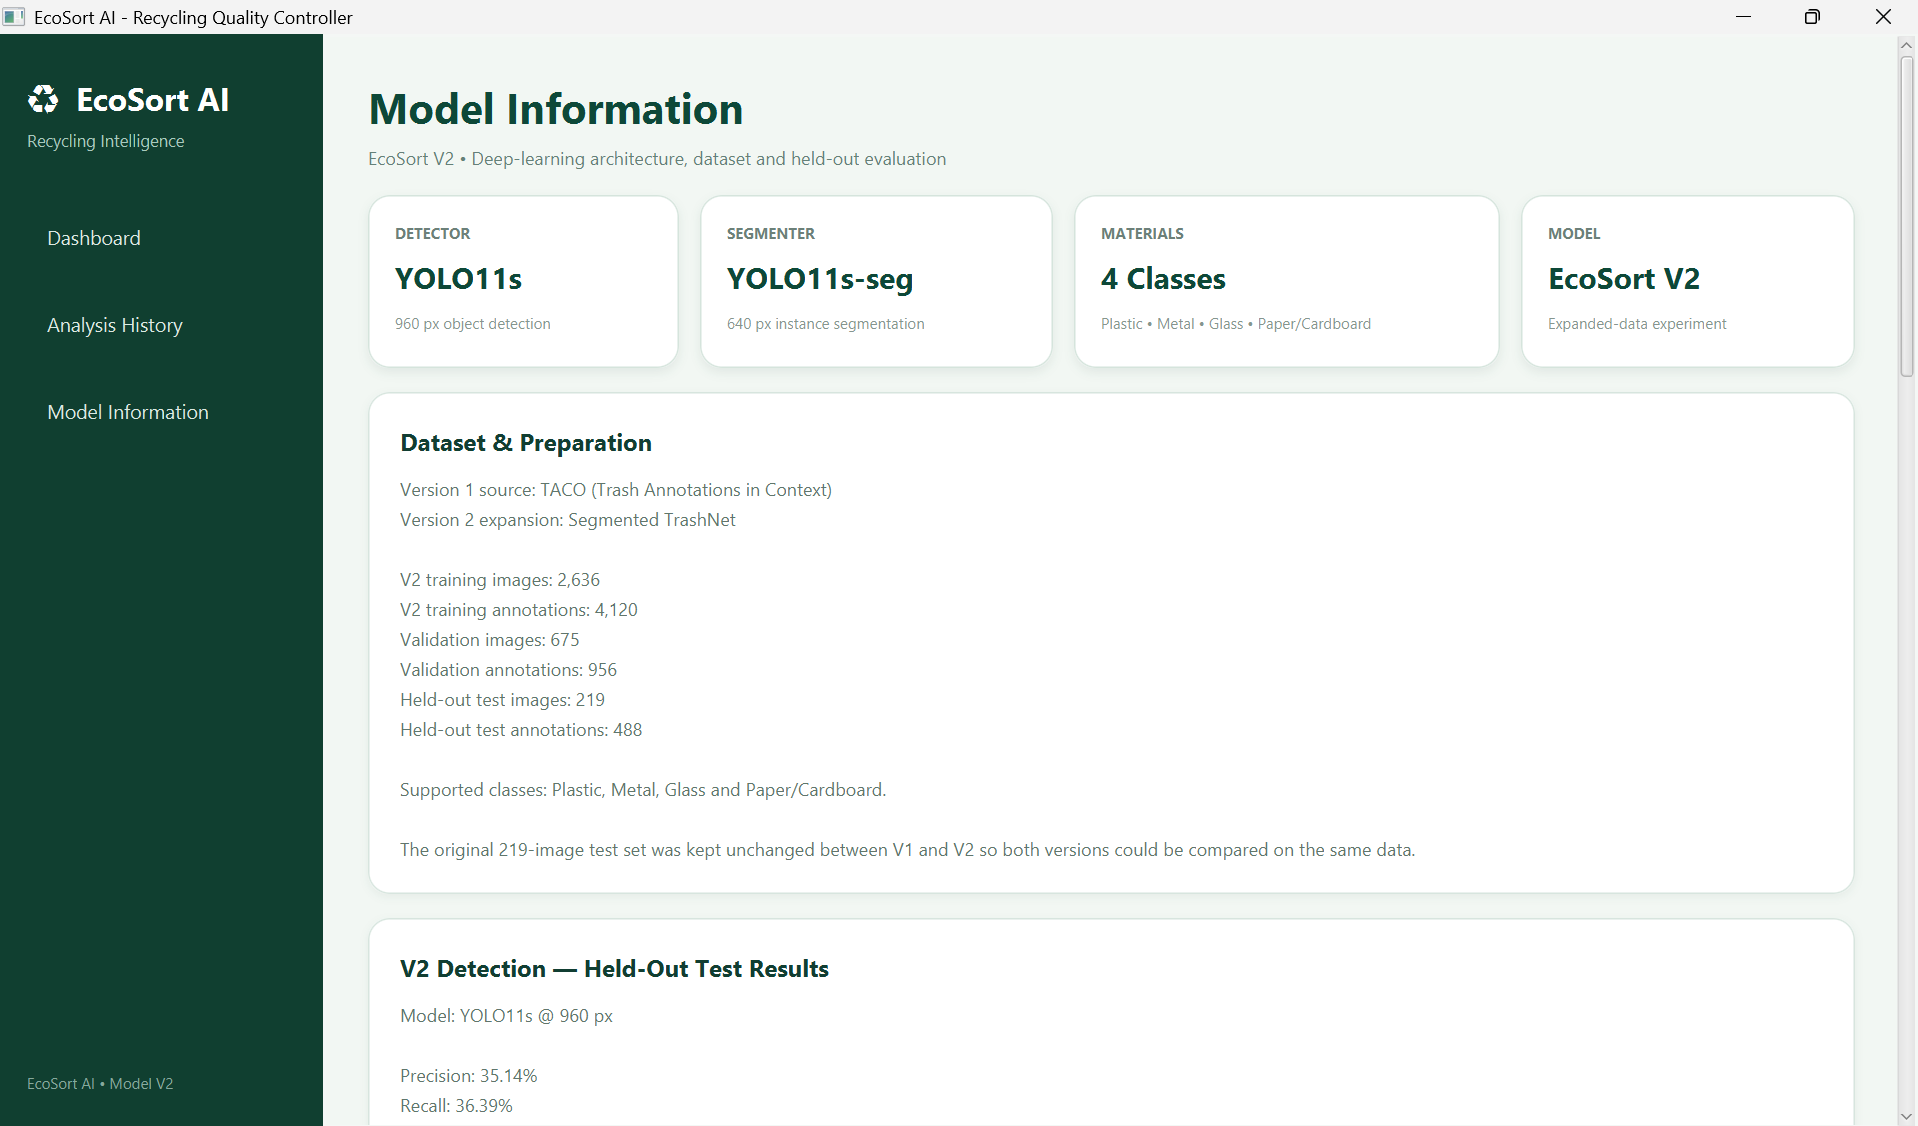 EcoSort AI - Recycling Quality Controller
♻ EcoSort AI
Recycling Intelligence
Dashboard
Analysis History
Model Information
EcoSort AI • Model V2
Model Information
EcoSort V2 • Deep-learning architecture, dataset and held-out evaluation
DETECTOR
YOLO11s
960 px object detection
SEGMENTER
YOLO11s-seg
640 px instance segmentation
MATERIALS
4 Classes
Plastic • Metal • Glass • Paper/Cardboard
MODEL
EcoSort V2
Expanded-data experiment
Dataset & Preparation
Version 1 source: TACO (Trash Annotations in Context)
Version 2 expansion: Segmented TrashNet
V2 training images: 2,636
V2 training annotations: 4,120
Validation images: 675
Validation annotations: 956
Held-out test images: 219
Held-out test annotations: 488
Supported classes: Plastic, Metal, Glass and Paper/Cardboard.
The original 219-image test set was kept unchanged between V1 and V2 so both versions could be compared on the same data.
V2 Detection — Held-Out Test Results
Model: YOLO11s @ 960 px
Precision: 35.14%
Recall: 36.39%